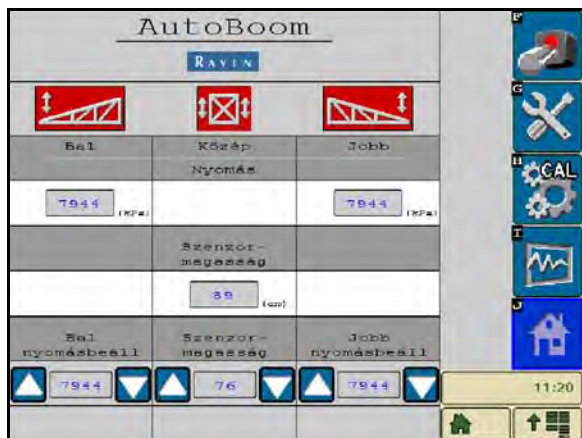 AutoBoom
RAVEN
Bal Közép Jobb
Nyomás
7944 (kPa) 7944 (kPa)
Szenzor-
magasság
89 (cm)
Bal Szenzor- Jobb
nyomásbeáll magasság nyomásbeáll
7944 76 7944
F
G
H
CAL
I
J
11:20